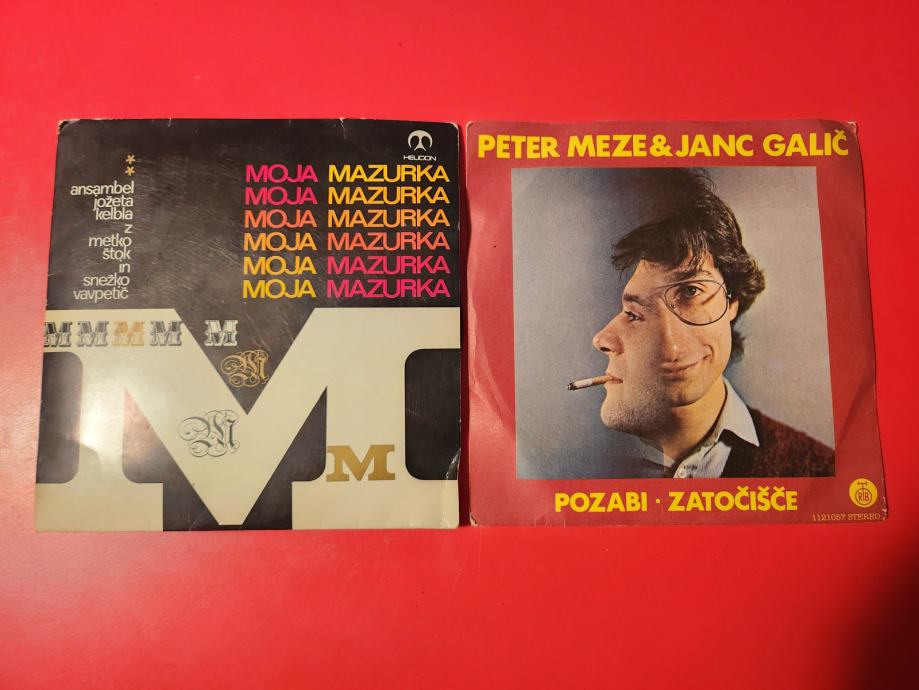 HELIDON
*
*
ansambel
jožeta
kelbla
z
metko
štok
in
snežko
vavpetič
MOJA MAZURKA
MOJA MAZURKA
MOJA MAZURKA
MOJA MAZURKA
MOJA MAZURKA
MOJA MAZURKA
M M M M M
M
M
M
M
PETER MEZE & JANC GALIČ
POZABI · ZATOČIŠČE
RTB
1121057 STEREO